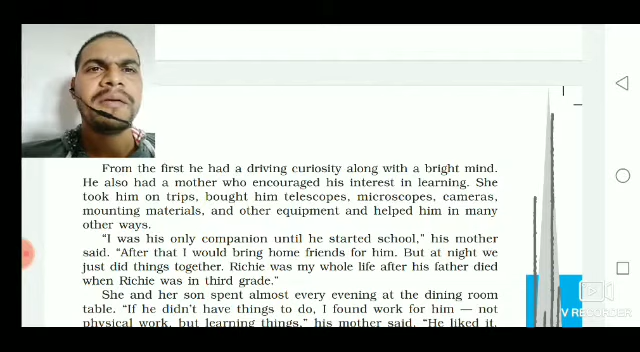 From the first he had a driving curiosity along with a bright mind.
He also had a mother who encouraged his interest in learning. She
took him on trips, bought him telescopes, microscopes, cameras,
mounting materials, and other equipment and helped him in many
other ways.
“I was his only companion until he started school,” his mother
said. “After that I would bring home friends for him. But at night we
just did things together. Richie was my whole life after his father died
when Richie was in third grade.”
She and her son spent almost every evening at the dining room
table. “If he didn’t have things to do, I found work for him — not
physical work, but learning things,” his mother said. “He liked it.
V RECORDER